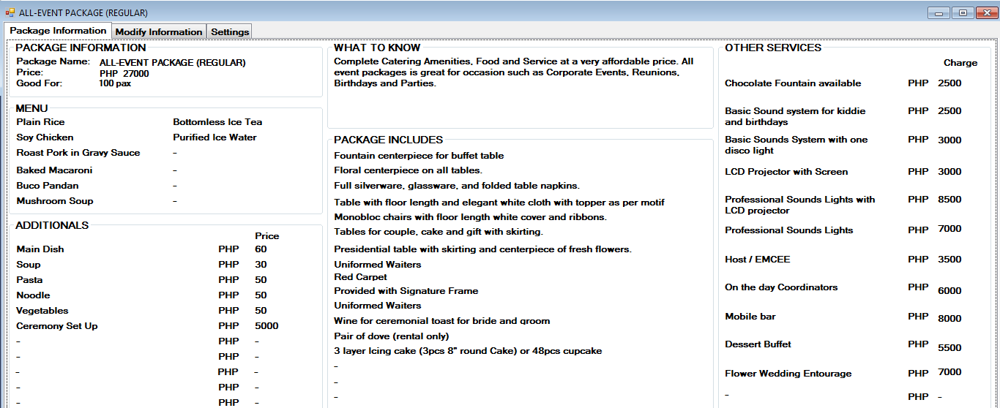 ALL-EVENT PACKAGE (REGULAR)
Package Information Modify Information Settings
PACKAGE INFORMATION
Package Name: ALL-EVENT PACKAGE (REGULAR)
Price: PHP 27000
Good For: 100 pax
MENU
Plain Rice Bottomless Ice Tea
Soy Chicken Purified Ice Water
Roast Pork in Gravy Sauce -
Baked Macaroni -
Buco Pandan -
Mushroom Soup -
ADDITIONALS
Price
Main Dish PHP 60
Soup PHP 30
Pasta PHP 50
Noodle PHP 50
Vegetables PHP 50
Ceremony Set Up PHP 5000
- PHP -
- PHP -
- PHP -
- PHP -
- PHP -
WHAT TO KNOW
Complete Catering Amenities, Food and Service at a very affordable price. All
event packages is great for occasion such as Corporate Events, Reunions,
Birthdays and Parties.
PACKAGE INCLUDES
Fountain centerpiece for buffet table
Floral centerpiece on all tables.
Full silverware, glassware, and folded table napkins.
Table with floor length and elegant white cloth with topper as per motif
Monobloc chairs with floor length white cover and ribbons.
Tables for couple, cake and gift with skirting.
Presidential table with skirting and centerpiece of fresh flowers.
Uniformed Waiters
Red Carpet
Provided with Signature Frame
Uniformed Waiters
Wine for ceremonial toast for bride and groom
Pair of dove (rental only)
3 layer Icing cake (3pcs 8" round Cake) or 48pcs cupcake
-
-
-
OTHER SERVICES
Charge
Chocolate Fountain available PHP 2500
Basic Sound system for kiddie
and birthdays PHP 2500
Basic Sounds System with one
disco light PHP 3000
LCD Projector with Screen PHP 3000
Professional Sounds Lights with
LCD projector PHP 8500
Professional Sounds Lights PHP 7000
Host / EMCEE PHP 3500
On the day Coordinators PHP 6000
Mobile bar PHP 8000
Dessert Buffet PHP 5500
Flower Wedding Entourage PHP 7000
- PHP -